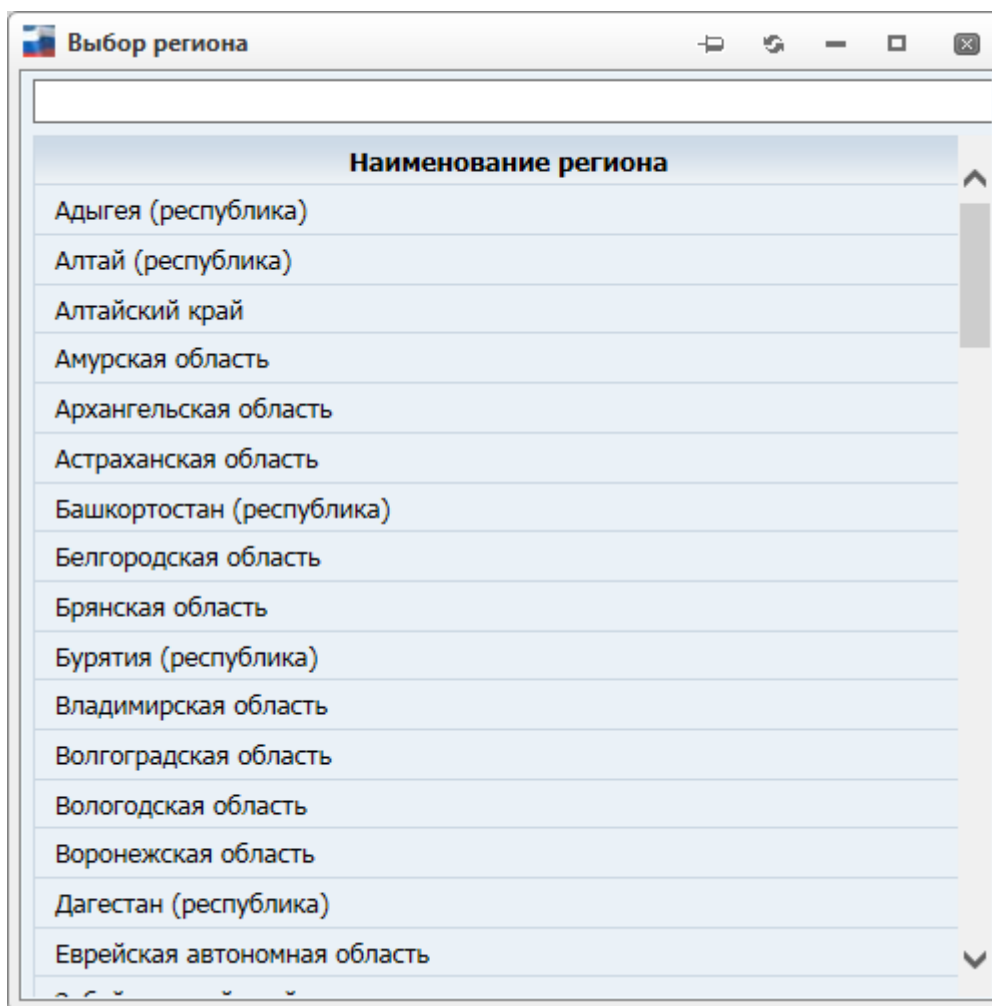 Выбор региона
Наименование региона
Адыгея (республика)
Алтай (республика)
Алтайский край
Амурская область
Архангельская область
Астраханская область
Башкортостан (республика)
Белгородская область
Брянская область
Бурятия (республика)
Владимирская область
Волгоградская область
Вологодская область
Воронежская область
Дагестан (республика)
Еврейская автономная область